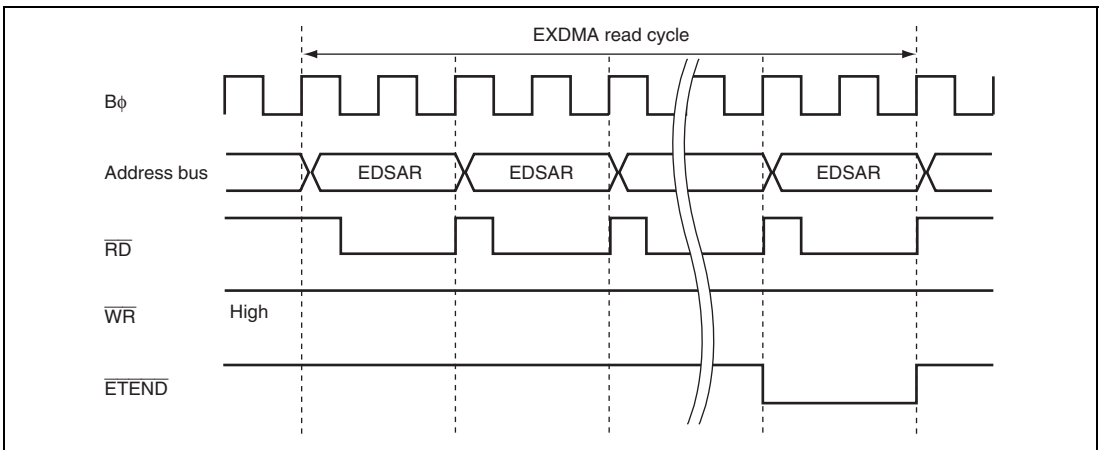 EXDMA read cycle
Bϕ
Address bus EDSAR EDSAR EDSAR
RD
WR High
ETEND